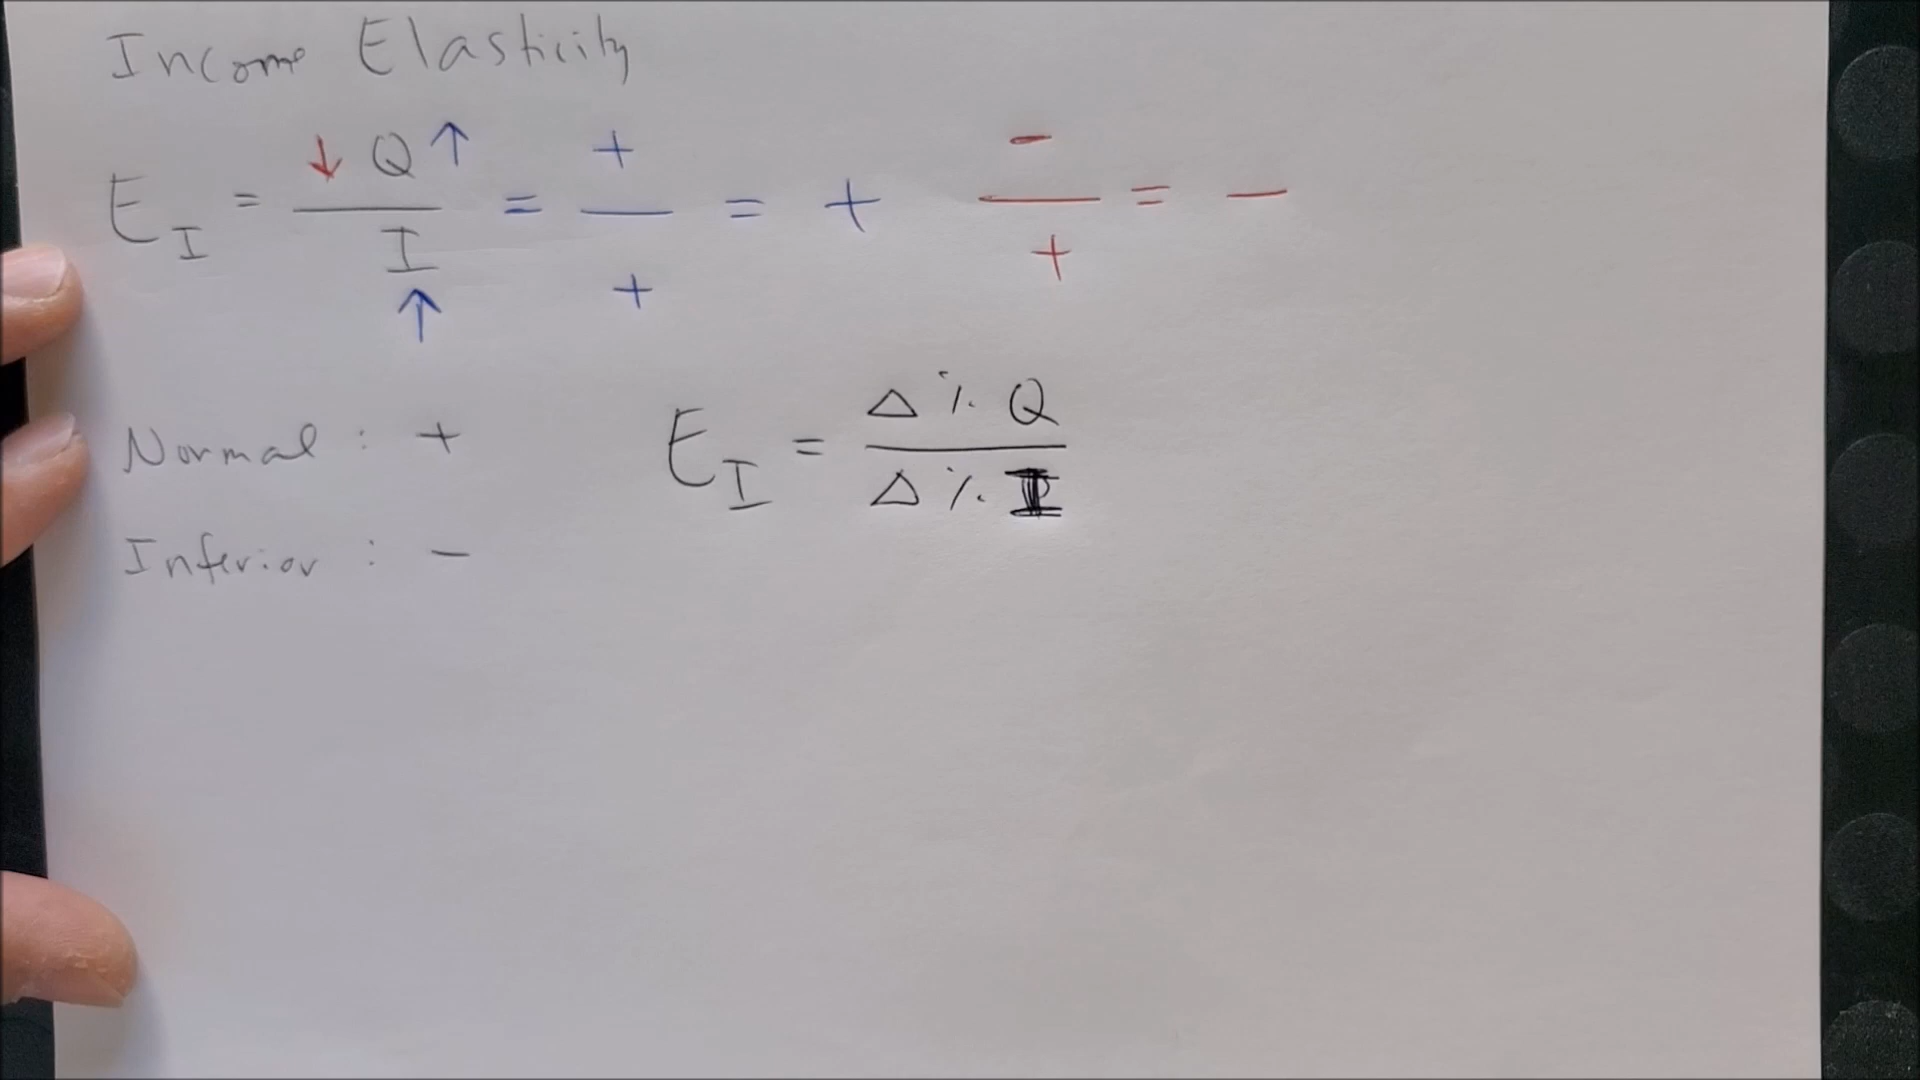 Income Elasticity
E_I = ↓ Q ↑ / I ↑ = + / + = +   - / + = -
Normal : +
E_I = Δ % Q / Δ % I
Inferior : -